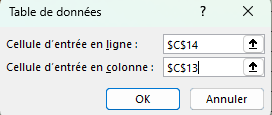 Table de données ? ×
Cellule d'entrée en ligne : $C$14
Cellule d'entrée en colonne : $C$13
OK Annuler